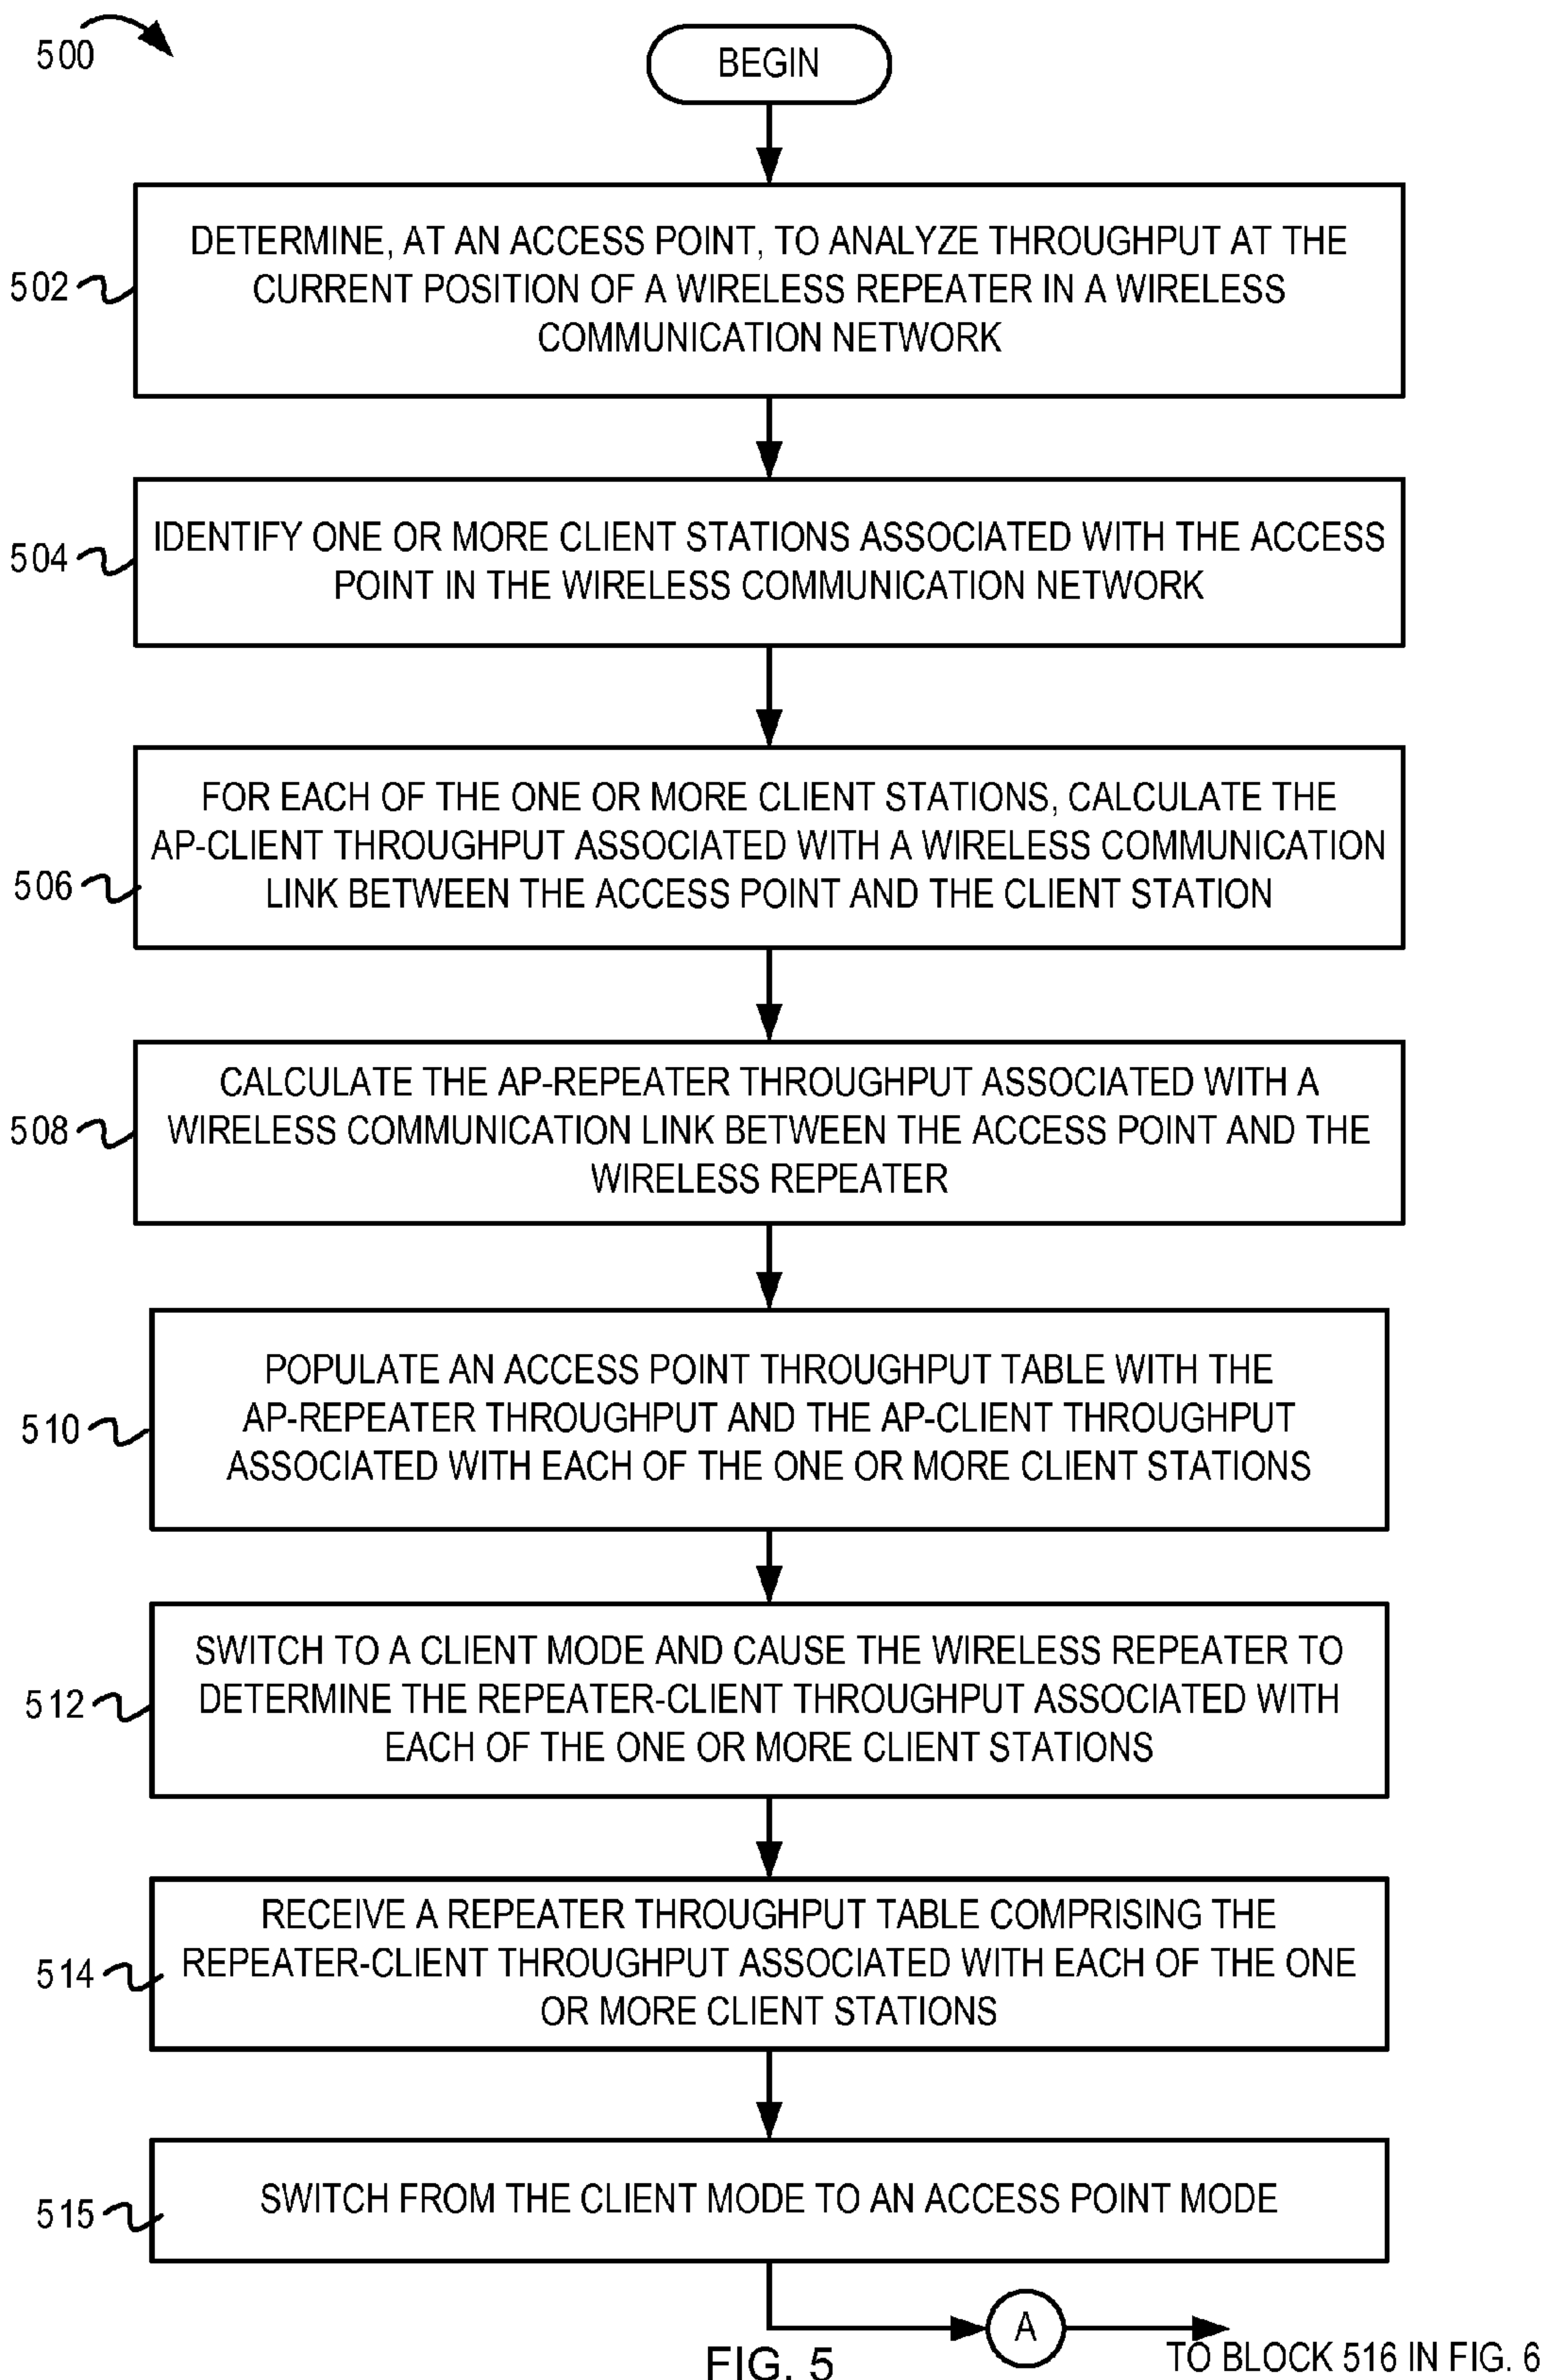 500
BEGIN
502
DETERMINE, AT AN ACCESS POINT, TO ANALYZE THROUGHPUT AT THE
CURRENT POSITION OF A WIRELESS REPEATER IN A WIRELESS
COMMUNICATION NETWORK
504
IDENTIFY ONE OR MORE CLIENT STATIONS ASSOCIATED WITH THE ACCESS
POINT IN THE WIRELESS COMMUNICATION NETWORK
506
FOR EACH OF THE ONE OR MORE CLIENT STATIONS, CALCULATE THE
AP-CLIENT THROUGHPUT ASSOCIATED WITH A WIRELESS COMMUNICATION
LINK BETWEEN THE ACCESS POINT AND THE CLIENT STATION
508
CALCULATE THE AP-REPEATER THROUGHPUT ASSOCIATED WITH A
WIRELESS COMMUNICATION LINK BETWEEN THE ACCESS POINT AND THE
WIRELESS REPEATER
510
POPULATE AN ACCESS POINT THROUGHPUT TABLE WITH THE
AP-REPEATER THROUGHPUT AND THE AP-CLIENT THROUGHPUT
ASSOCIATED WITH EACH OF THE ONE OR MORE CLIENT STATIONS
512
SWITCH TO A CLIENT MODE AND CAUSE THE WIRELESS REPEATER TO
DETERMINE THE REPEATER-CLIENT THROUGHPUT ASSOCIATED WITH
EACH OF THE ONE OR MORE CLIENT STATIONS
514
RECEIVE A REPEATER THROUGHPUT TABLE COMPRISING THE
REPEATER-CLIENT THROUGHPUT ASSOCIATED WITH EACH OF THE ONE
OR MORE CLIENT STATIONS
515
SWITCH FROM THE CLIENT MODE TO AN ACCESS POINT MODE
A
TO BLOCK 516 IN FIG. 6
FIG. 5